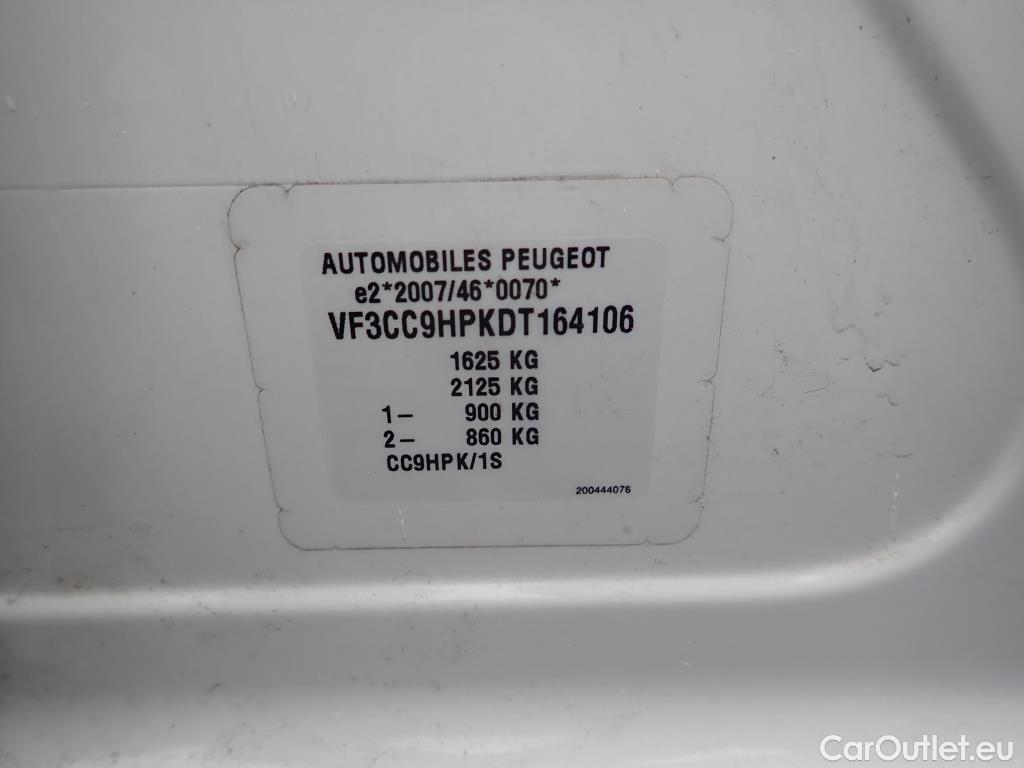 AUTOMOBILES PEUGEOT
e2*2007/46*0070*
VF3CC9HPKDT164106
1625 KG
2125 KG
1- 900 KG
2- 860 KG
CC9HPK/1S
200444076
CarOutlet.eu